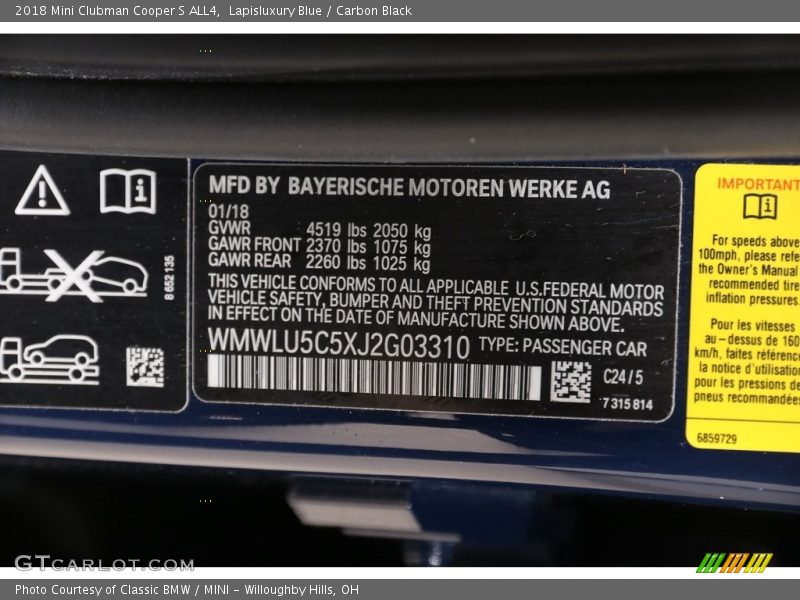 2018 Mini Clubman Cooper S ALL4,  Lapisluxury Blue / Carbon Black
MFD BY BAYERISCHE MOTOREN WERKE AG
01/18
GVWR 4519 lbs 2050 kg
GAWR FRONT 2370 lbs 1075 kg
GAWR REAR 2260 lbs 1025 kg
THIS VEHICLE CONFORMS TO ALL APPLICABLE U.S.FEDERAL MOTOR
VEHICLE SAFETY, BUMPER AND THEFT PREVENTION STANDARDS
IN EFFECT ON THE DATE OF MANUFACTURE SHOWN ABOVE.
WMWLU5C5XJ2G03310 TYPE: PASSENGER CAR
C24/5
7315814
8 652 135
IMPORTANT
For speeds above
100mph, please refe
the Owner's Manual
recommended tire
inflation pressures
Pour les vitesses
au-dessus de 160
km/h, faites référenc
la notice d'utilisation
pour les pressions de
pneus recommandées
6859729
GTCARLOT.COM
Photo Courtesy of Classic BMW / MINI - Willoughby Hills, OH